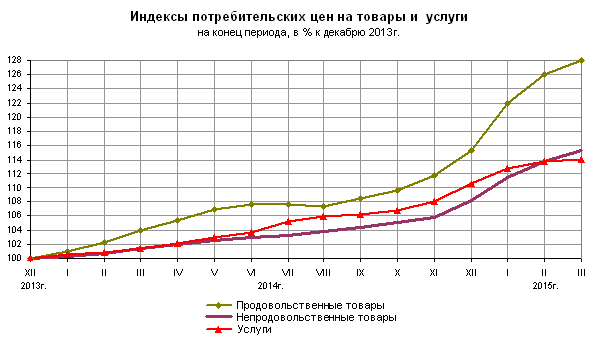 Индексы потребительских цен на товары и услуги
на конец периода, в % к декабрю 2013г.
128
126
124
122
120
118
116
114
112
110
108
106
104
102
100
XII I II III IV V VI VII VIII IX X XI XII I II III
2013г. 2014г. 2015г.
Продовольственные товары
Непродовольственные товары
Услуги